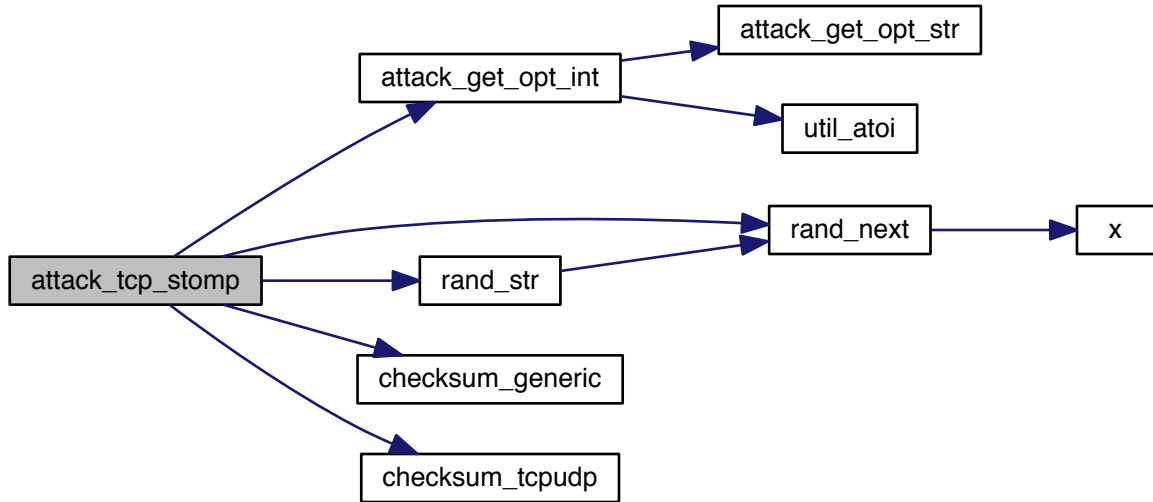 attack_get_opt_str
attack_get_opt_int
util_atoi
rand_next
x
attack_tcp_stomp
rand_str
checksum_generic
checksum_tcpudp